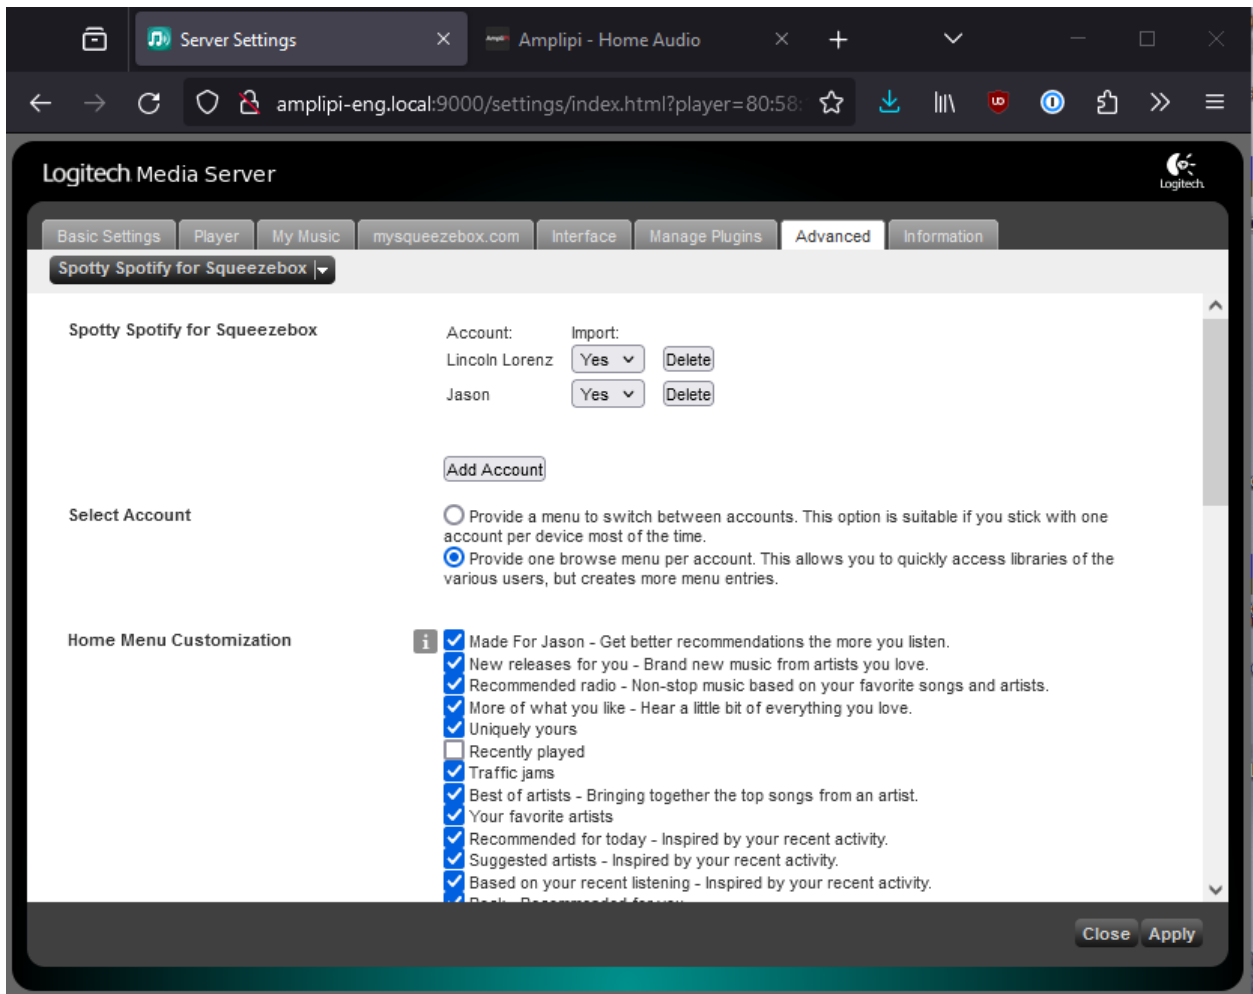 Server Settings
Amplipi - Home Audio
amplipi-eng.local:9000/settings/index.html?player=80:58:
Logitech Media Server
Logitech
Basic Settings
Player
My Music
mysqueezebox.com
Interface
Manage Plugins
Advanced
Information
Spotty Spotify for Squeezebox
Spotty Spotify for Squeezebox
Account: Import:
Lincoln Lorenz Yes Delete
Jason Yes Delete
Add Account
Select Account
Provide a menu to switch between accounts. This option is suitable if you stick with one
account per device most of the time.
Provide one browse menu per account. This allows you to quickly access libraries of the
various users, but creates more menu entries.
Home Menu Customization
i
Made For Jason - Get better recommendations the more you listen.
New releases for you - Brand new music from artists you love.
Recommended radio - Non-stop music based on your favorite songs and artists.
More of what you like - Hear a little bit of everything you love.
Uniquely yours
Recently played
Traffic jams
Best of artists - Bringing together the top songs from an artist.
Your favorite artists
Recommended for today - Inspired by your recent activity.
Suggested artists - Inspired by your recent activity.
Based on your recent listening - Inspired by your recent activity.
Close Apply